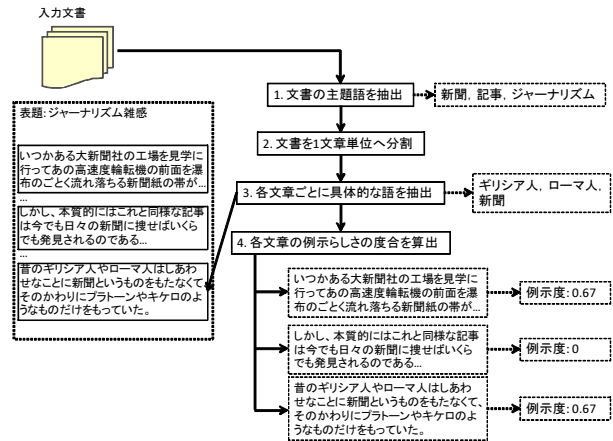 入力文書
1. 文書の主題語を抽出
新聞, 記事, ジャーナリズム
表題: ジャーナリズム雑感
2. 文書を1文章単位へ分割
いつかある大新聞社の工場を見学に
行ってあの高速度輪転機の前面を瀑
布のごとく流れ落ちる新聞紙の帯が...
...
3. 各文章ごとに具体的な語を抽出
ギリシア人, ローマ人,
新聞
しかし、本質的にはこれと同様な記事
は今でも日々の新聞に捜せばいくら
でも発見されるのである...
...
4. 各文章の例示らしさの度合を算出
昔のギリシア人やローマ人はしあわ
せなことに新聞というものをもたなくて、
そのかわりにプラトーンやキケロのよ
うなものだけをもっていた。
いつかある大新聞社の工場を見学に
行ってあの高速度輪転機の前面を瀑
布のごとく流れ落ちる新聞紙の帯が...
例示度: 0.67
しかし、本質的にはこれと同様な記事
は今でも日々の新聞に捜せばいくら
でも発見されるのである...
例示度: 0
昔のギリシア人やローマ人はしあわ
せなことに新聞というものをもたなくて、
そのかわりにプラトーンやキケロのよ
うなものだけをもっていた。
例示度: 0.67